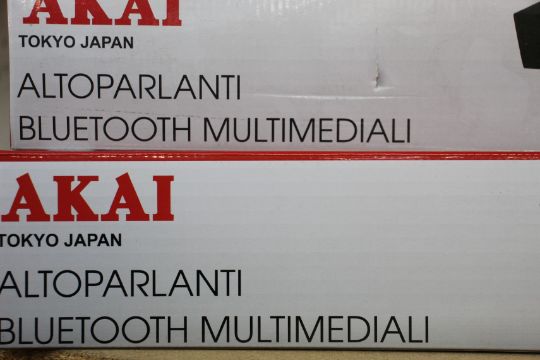 AKAI
TOKYO JAPAN
ALTOPARLANTI
BLUETOOTH MULTIMEDIALI
AKAI
TOKYO JAPAN
ALTOPARLANTI
BLUETOOTH MULTIMEDIALI